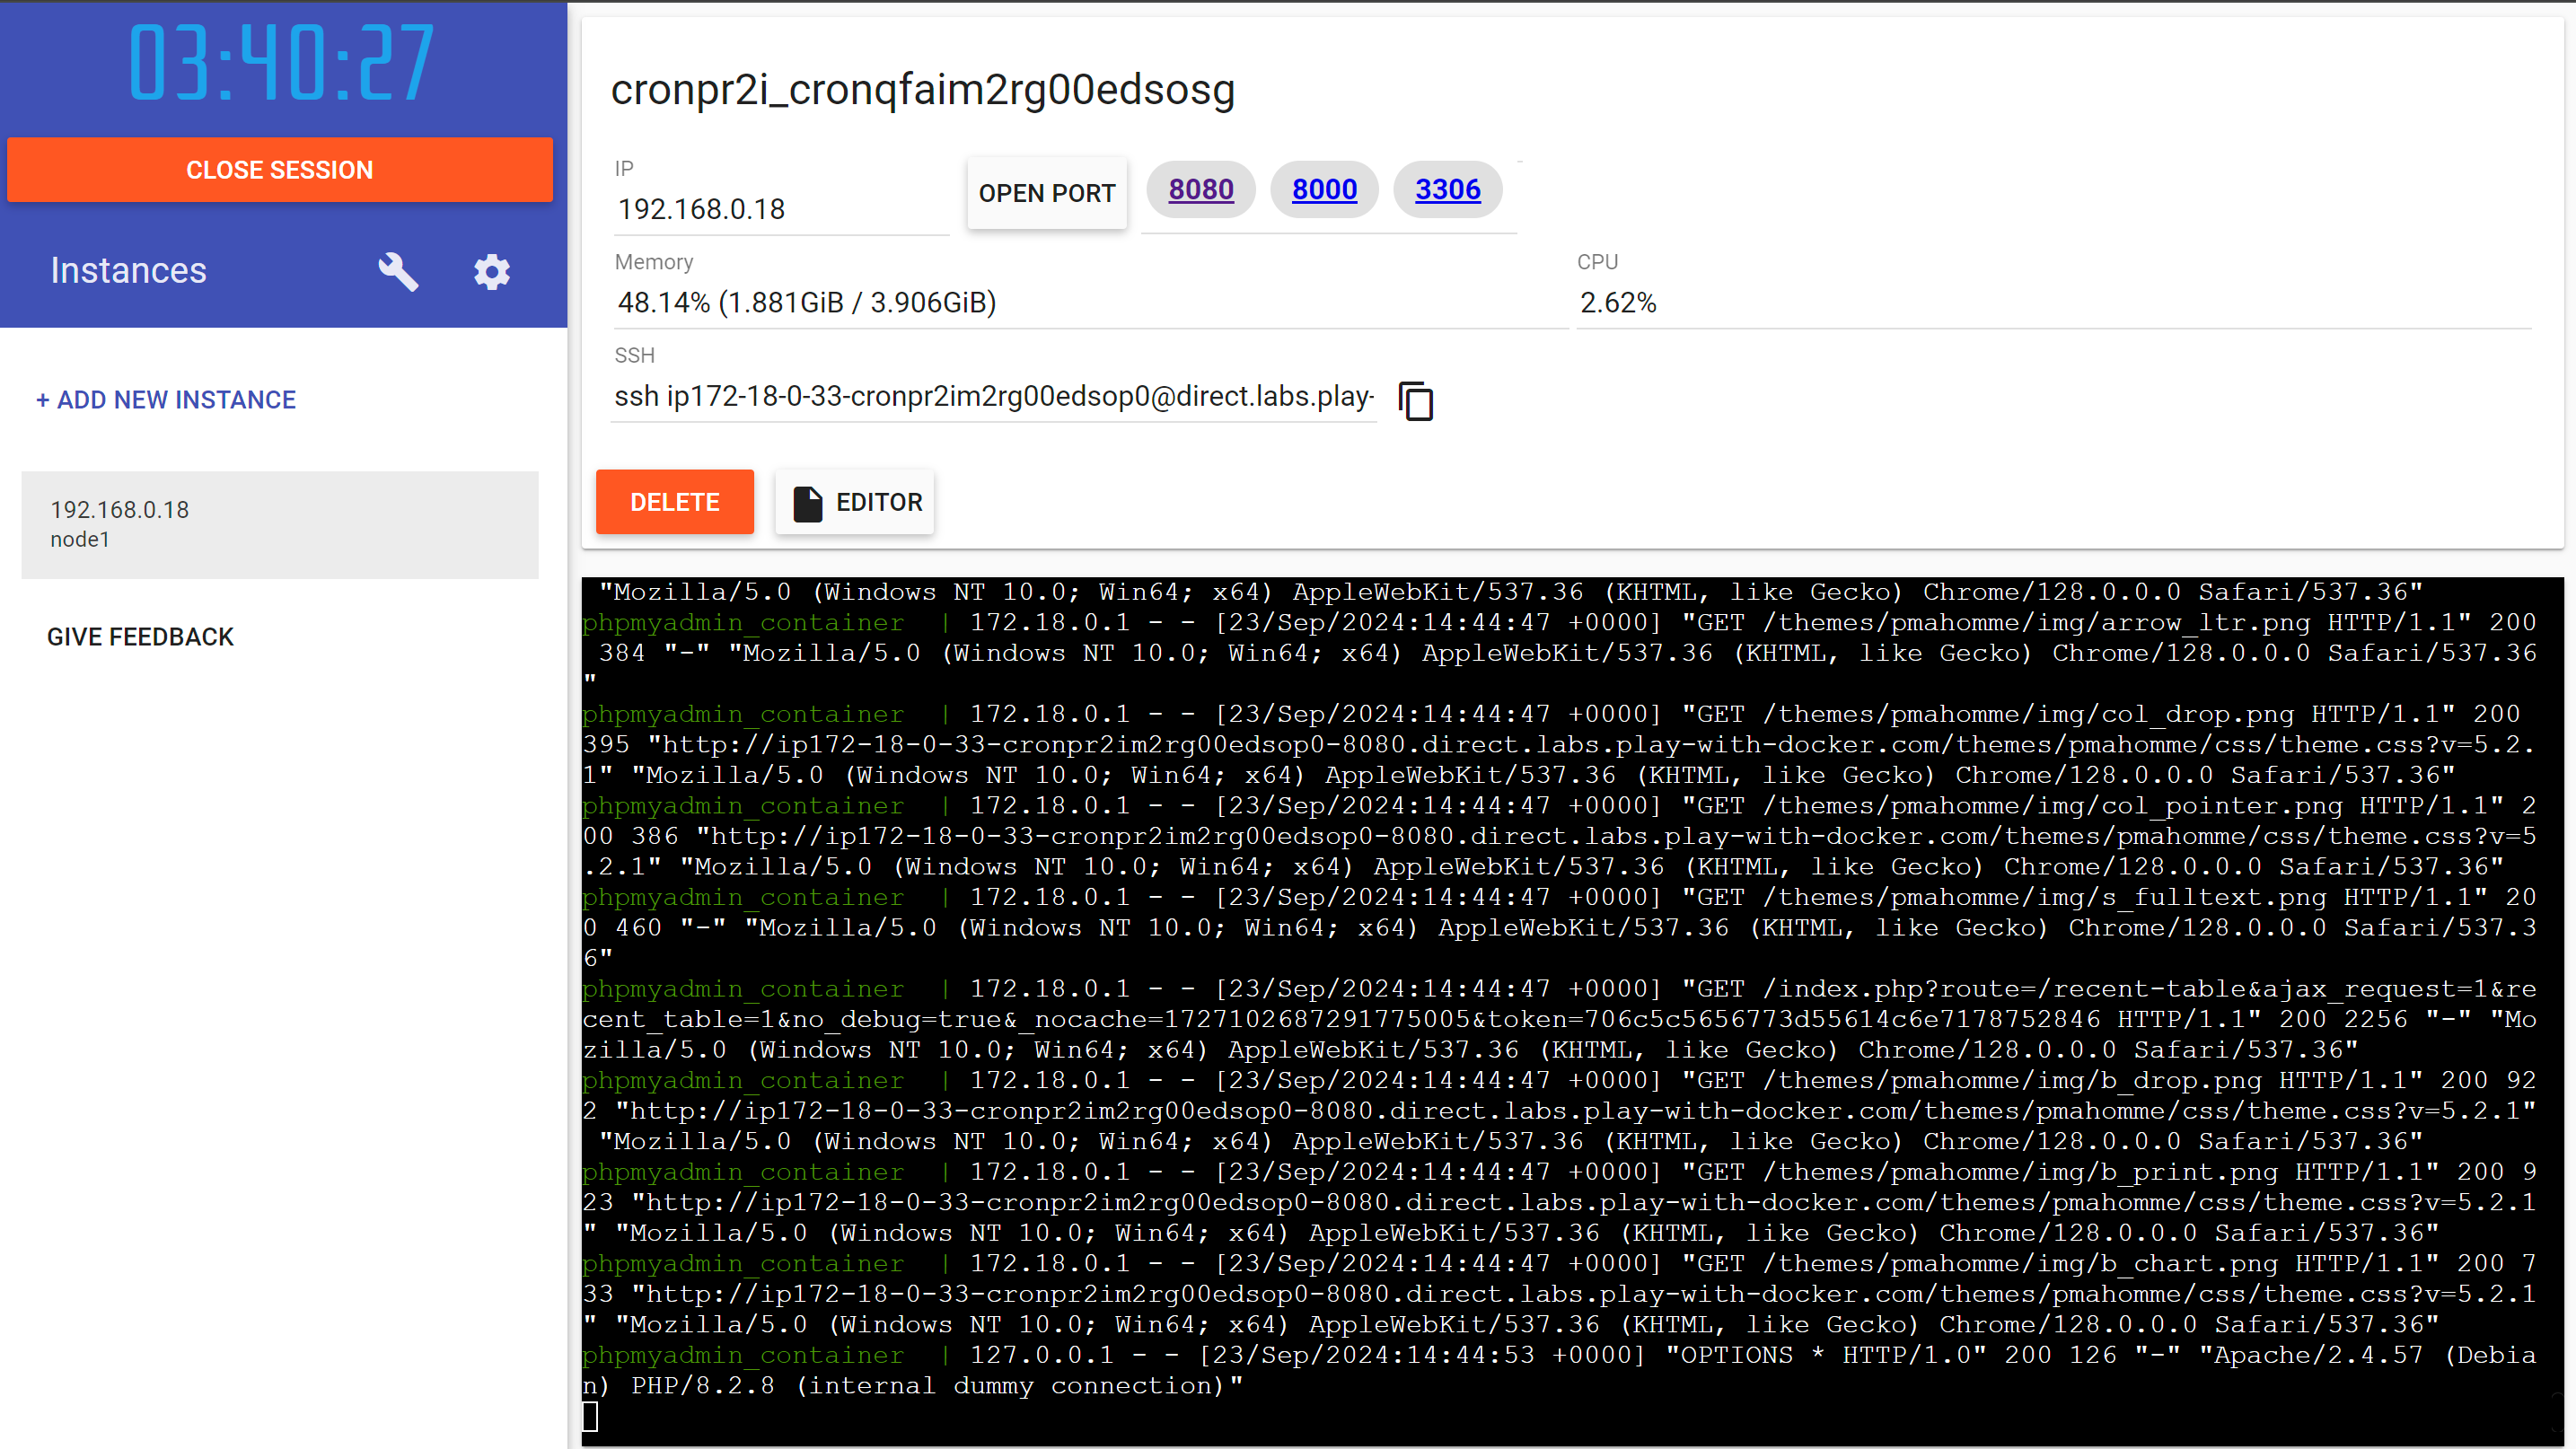 03:40:27
CLOSE SESSION
Instances
+ ADD NEW INSTANCE
192.168.0.18
node1
GIVE FEEDBACK
cronpr2i_cronqfaim2rg00edsosg
IP
192.168.0.18
OPEN PORT
8080 8000 3306
Memory
48.14% (1.881GiB / 3.906GiB)
CPU
2.62%
SSH
ssh ip172-18-0-33-cronpr2im2rg00edsop0@direct.labs.play-
DELETE
EDITOR
"Mozilla/5.0 (Windows NT 10.0; Win64; x64) AppleWebKit/537.36 (KHTML, like Gecko) Chrome/128.0.0.0 Safari/537.36"
phpmyadmin_container | 172.18.0.1 - - [23/Sep/2024:14:44:47 +0000] "GET /themes/pmahomme/img/arrow_ltr.png HTTP/1.1" 200
384 "-" "Mozilla/5.0 (Windows NT 10.0; Win64; x64) AppleWebKit/537.36 (KHTML, like Gecko) Chrome/128.0.0.0 Safari/537.36
"
phpmyadmin_container | 172.18.0.1 - - [23/Sep/2024:14:44:47 +0000] "GET /themes/pmahomme/img/col_drop.png HTTP/1.1" 200
395 "http://ip172-18-0-33-cronpr2im2rg00edsop0-8080.direct.labs.play-with-docker.com/themes/pmahomme/css/theme.css?v=5.2.
1" "Mozilla/5.0 (Windows NT 10.0; Win64; x64) AppleWebKit/537.36 (KHTML, like Gecko) Chrome/128.0.0.0 Safari/537.36"
phpmyadmin_container | 172.18.0.1 - - [23/Sep/2024:14:44:47 +0000] "GET /themes/pmahomme/img/col_pointer.png HTTP/1.1" 2
00 386 "http://ip172-18-0-33-cronpr2im2rg00edsop0-8080.direct.labs.play-with-docker.com/themes/pmahomme/css/theme.css?v=5
.2.1" "Mozilla/5.0 (Windows NT 10.0; Win64; x64) AppleWebKit/537.36 (KHTML, like Gecko) Chrome/128.0.0.0 Safari/537.36"
phpmyadmin_container | 172.18.0.1 - - [23/Sep/2024:14:44:47 +0000] "GET /themes/pmahomme/img/s_fulltext.png HTTP/1.1" 20
0 460 "-" "Mozilla/5.0 (Windows NT 10.0; Win64; x64) AppleWebKit/537.36 (KHTML, like Gecko) Chrome/128.0.0.0 Safari/537.3
6"
phpmyadmin_container | 172.18.0.1 - - [23/Sep/2024:14:44:47 +0000] "GET /index.php?route=/recent-table&ajax_request=1&re
cent_table=1&no_debug=true&_nocache=1727102687291775005&token=706c5c5656773d55614c6e7178752846 HTTP/1.1" 200 2256 "-" "Mo
zilla/5.0 (Windows NT 10.0; Win64; x64) AppleWebKit/537.36 (KHTML, like Gecko) Chrome/128.0.0.0 Safari/537.36"
phpmyadmin_container | 172.18.0.1 - - [23/Sep/2024:14:44:47 +0000] "GET /themes/pmahomme/img/b_drop.png HTTP/1.1" 200 92
2 "http://ip172-18-0-33-cronpr2im2rg00edsop0-8080.direct.labs.play-with-docker.com/themes/pmahomme/css/theme.css?v=5.2.1"
"Mozilla/5.0 (Windows NT 10.0; Win64; x64) AppleWebKit/537.36 (KHTML, like Gecko) Chrome/128.0.0.0 Safari/537.36"
phpmyadmin_container | 172.18.0.1 - - [23/Sep/2024:14:44:47 +0000] "GET /themes/pmahomme/img/b_print.png HTTP/1.1" 200 9
23 "http://ip172-18-0-33-cronpr2im2rg00edsop0-8080.direct.labs.play-with-docker.com/themes/pmahomme/css/theme.css?v=5.2.1
" "Mozilla/5.0 (Windows NT 10.0; Win64; x64) AppleWebKit/537.36 (KHTML, like Gecko) Chrome/128.0.0.0 Safari/537.36"
phpmyadmin_container | 172.18.0.1 - - [23/Sep/2024:14:44:47 +0000] "GET /themes/pmahomme/img/b_chart.png HTTP/1.1" 200 7
33 "http://ip172-18-0-33-cronpr2im2rg00edsop0-8080.direct.labs.play-with-docker.com/themes/pmahomme/css/theme.css?v=5.2.1
" "Mozilla/5.0 (Windows NT 10.0; Win64; x64) AppleWebKit/537.36 (KHTML, like Gecko) Chrome/128.0.0.0 Safari/537.36"
phpmyadmin_container | 127.0.0.1 - - [23/Sep/2024:14:44:53 +0000] "OPTIONS * HTTP/1.0" 200 126 "-" "Apache/2.4.57 (Debia
n) PHP/8.2.8 (internal dummy connection)"